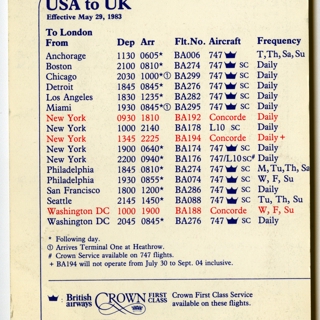 USA to UK
Effective May 29, 1983
To London
From Dep Arr Flt.No. Aircraft Frequency
Anchorage 1130 0605* BA006 747 T, Th, Sa, Su
Boston 2100 0810* BA274 747 SC Daily
Chicago 2030 1000*① BA299 747 SC Daily
Detroit 1845 0845* BA276 747 SC Daily
Los Angeles 1830 1235* BA282 747 SC Daily
Miami 1930 0845*① BA295 747 SC Daily
New York 0930 1810 BA192 Concorde Daily
New York 1000 2140 BA178 L10 SC Daily
New York 1345 2225 BA194 Concorde Daily +
New York 1900 0640* BA174 747 SC Daily
New York 2200 0940* BA176 747/L10 SC# Daily
Philadelphia 1845 0810* BA274 747 SC M, Tu, Th, Sa
Philadelphia 1930 0855* BA074 747 SC W, F, Su
San Francisco 1800 1200* BA286 747 SC Daily
Seattle 2145 1450* BA088 747 SC Tu, Th, Su
Washington DC 1000 1900 BA188 Concorde W, F, Su
Washington DC 2045 0845* BA276 747 SC Daily
* Following day.
① Arrives Terminal One at Heathrow.
# Crown Service available on 747 flights.
+ BA194 will not operate from July 30 to Sept. 04 inclusive.
British airways CROWN FIRST CLASS Crown First Class Service
available on these flights.